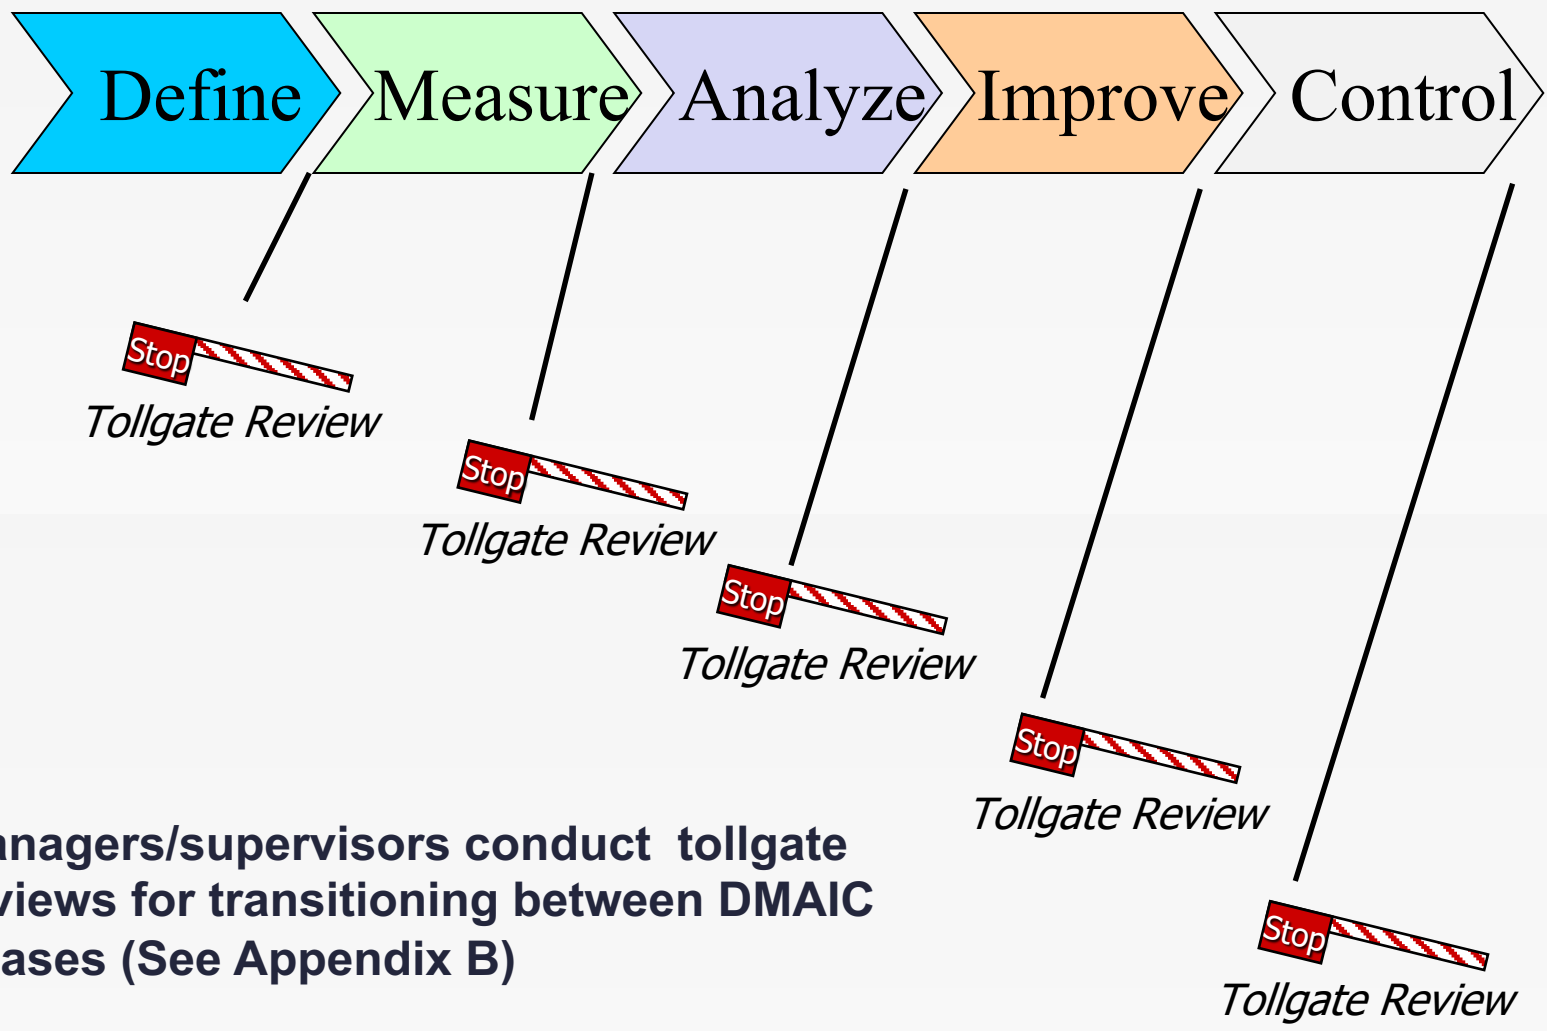 Define
Measure
Analyze
Improve
Control
Stop
Tollgate Review
Stop
Tollgate Review
Stop
Tollgate Review
Stop
Tollgate Review
anagers/supervisors conduct tollgate
views for transitioning between DMAIC
ases (See Appendix B)
Stop
Tollgate Review